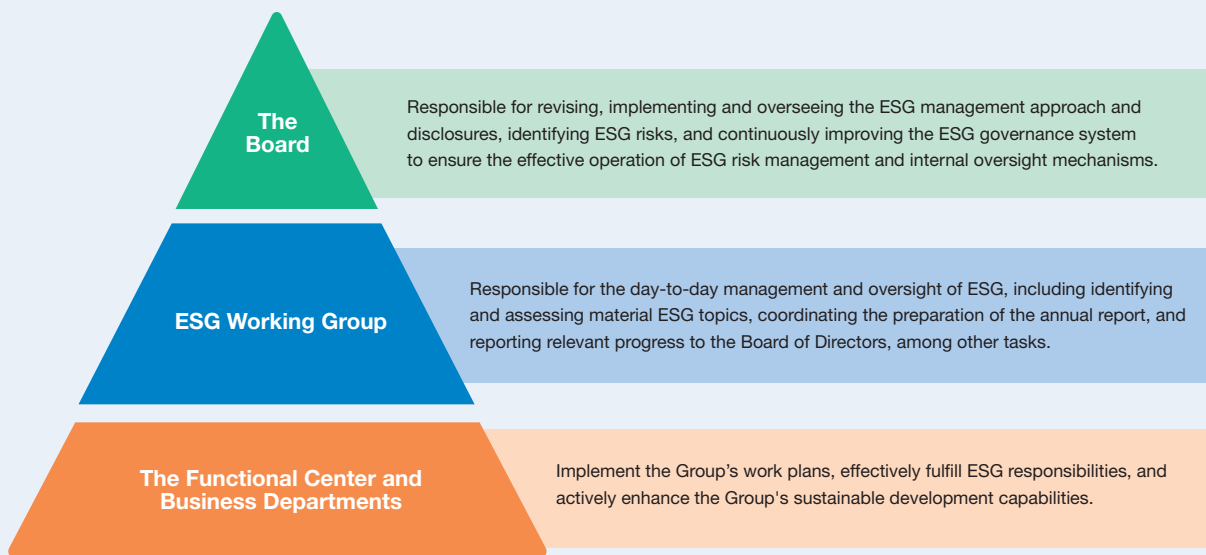 The
Board
Responsible for revising, implementing and overseeing the ESG management approach and
disclosures, identifying ESG risks, and continuously improving the ESG governance system
to ensure the effective operation of ESG risk management and internal oversight mechanisms.
ESG Working Group
Responsible for the day-to-day management and oversight of ESG, including identifying
and assessing material ESG topics, coordinating the preparation of the annual report, and
reporting relevant progress to the Board of Directors, among other tasks.
The Functional Center and
Business Departments
Implement the Group’s work plans, effectively fulfill ESG responsibilities, and
actively enhance the Group's sustainable development capabilities.